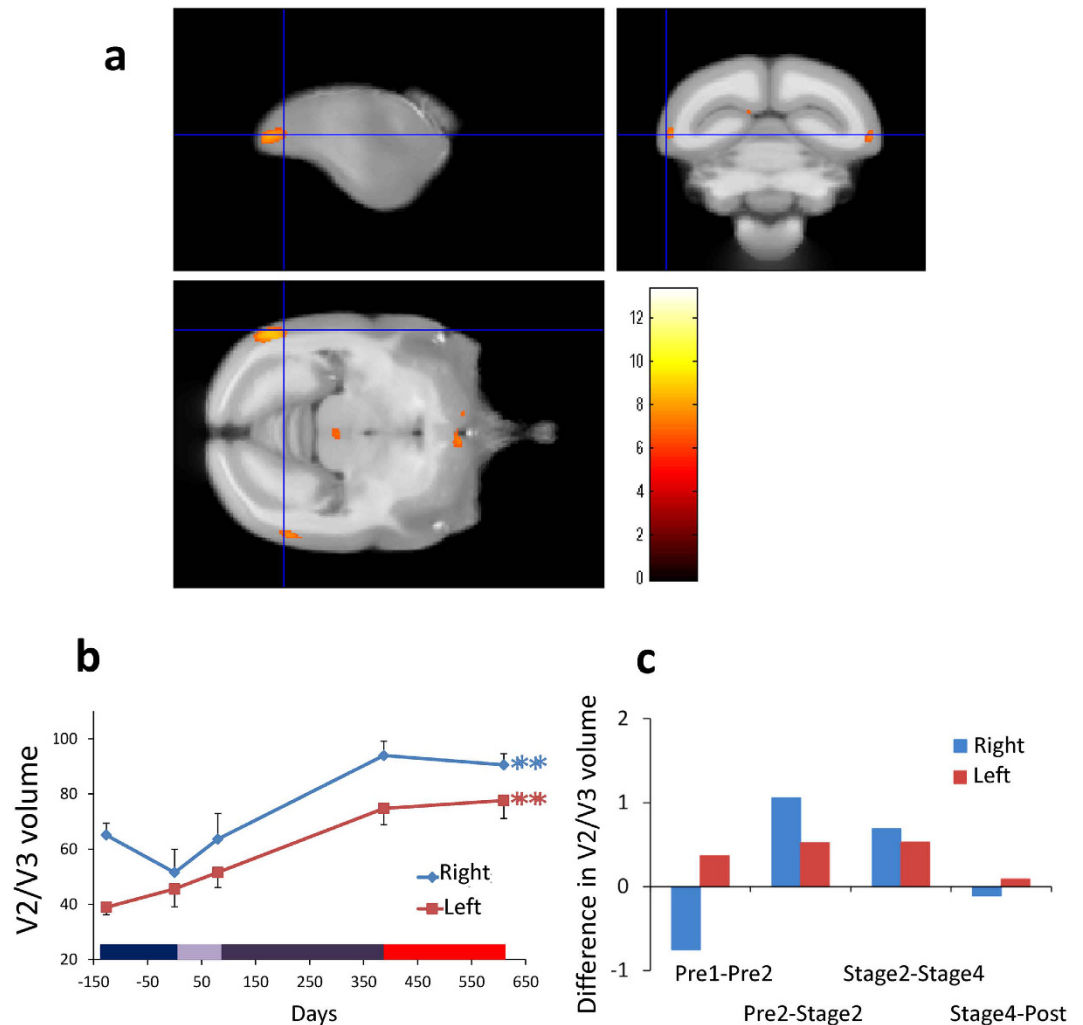 a
12
10
8
6
4
2
0
b
V2/V3 volume
100
80
60
40
20
**
**
Right
Left
-150 -50 50 150 250 350 450 550 650
Days
c
Difference in V2/V3 volume
2
1
0
-1
Right
Left
Pre1-Pre2 Stage2-Stage4
Pre2-Stage2 Stage4-Post